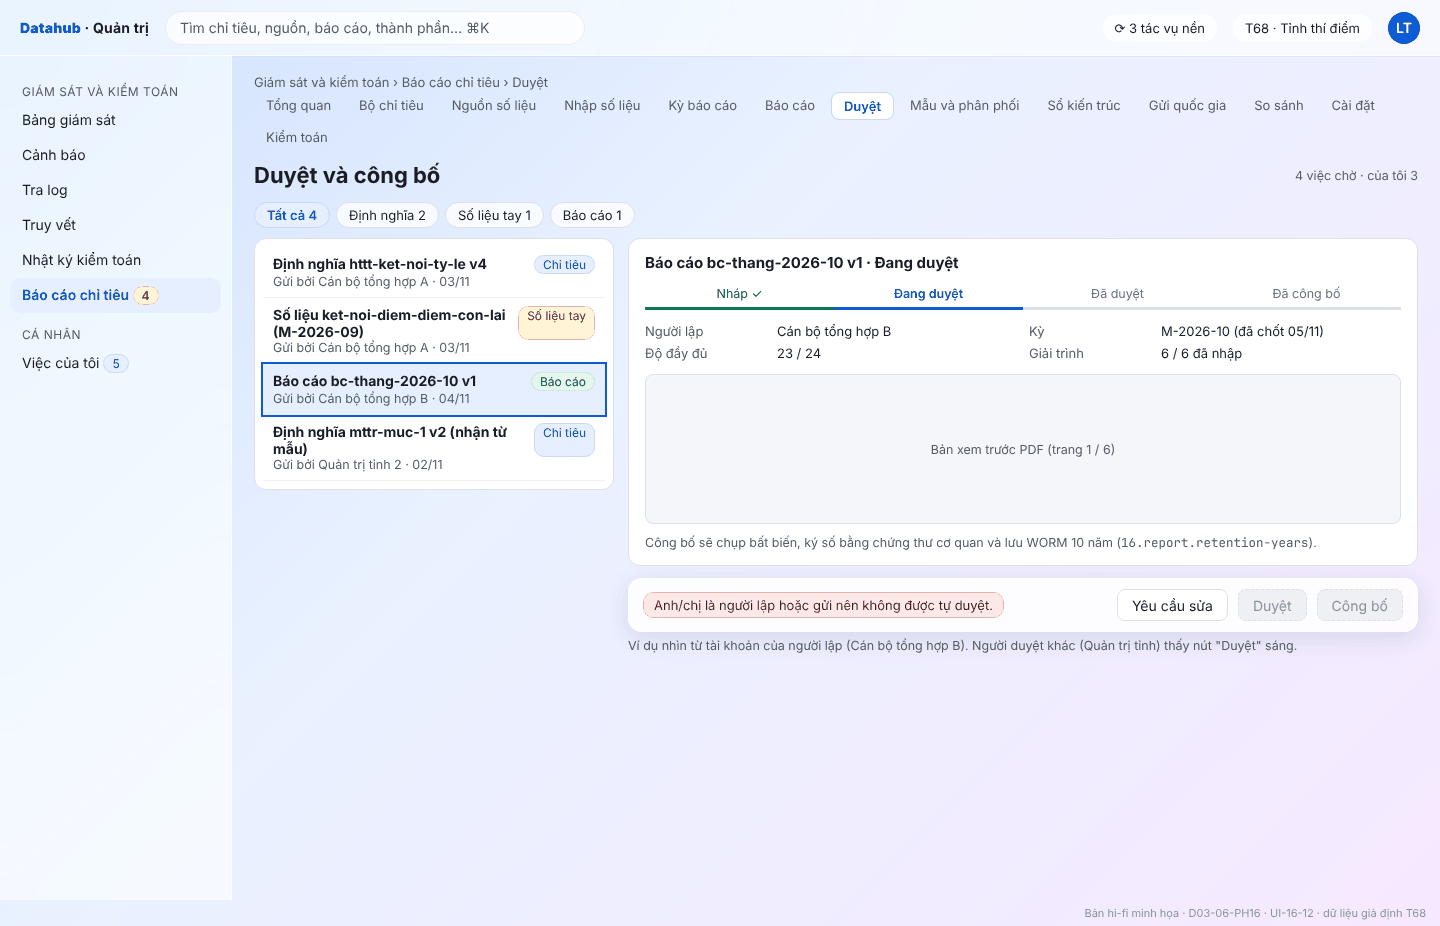 Datahub · Quản trị
Tìm chỉ tiêu, nguồn, báo cáo, thành phần... ⌘K
⟳ 3 tác vụ nền
T68 · Tỉnh thí điểm
LT
GIÁM SÁT VÀ KIỂM TOÁN
Bảng giám sát
Cảnh báo
Tra log
Truy vết
Nhật ký kiểm toán
Báo cáo chỉ tiêu 4
CÁ NHÂN
Việc của tôi 5
Giám sát và kiểm toán › Báo cáo chỉ tiêu › Duyệt
Tổng quan Bộ chỉ tiêu Nguồn số liệu Nhập số liệu Kỳ báo cáo Báo cáo Duyệt Mẫu và phân phối Sổ kiến trúc Gửi quốc gia So sánh Cài đặt
Kiểm toán
Duyệt và công bố
4 việc chờ · của tôi 3
Tất cả 4 Định nghĩa 2 Số liệu tay 1 Báo cáo 1
Định nghĩa httt-ket-noi-ty-le v4 Chỉ tiêu
Gửi bởi Cán bộ tổng hợp A · 03/11
Số liệu ket-noi-diem-diem-con-lai Số liệu tay
(M-2026-09)
Gửi bởi Cán bộ tổng hợp A · 03/11
Báo cáo bc-thang-2026-10 v1 Báo cáo
Gửi bởi Cán bộ tổng hợp B · 04/11
Định nghĩa mttr-muc-1 v2 (nhận từ Chỉ tiêu
mẫu)
Gửi bởi Quản trị tỉnh 2 · 02/11
Báo cáo bc-thang-2026-10 v1 · Đang duyệt
Nháp ✓ Đang duyệt Đã duyệt Đã công bố
Người lập Cán bộ tổng hợp B Kỳ M-2026-10 (đã chốt 05/11)
Độ đầy đủ 23 / 24 Giải trình 6 / 6 đã nhập
Bản xem trước PDF (trang 1 / 6)
Công bố sẽ chụp bất biến, ký số bằng chứng thư cơ quan và lưu WORM 10 năm (16.report.retention-years).
Anh/chị là người lập hoặc gửi nên không được tự duyệt.
Yêu cầu sửa Duyệt Công bố
Ví dụ nhìn từ tài khoản của người lập (Cán bộ tổng hợp B). Người duyệt khác (Quản trị tỉnh) thấy nút "Duyệt" sáng.
Bản hi-fi minh họa · D03-06-PH16 · UI-16-12 · dữ liệu giả định T68